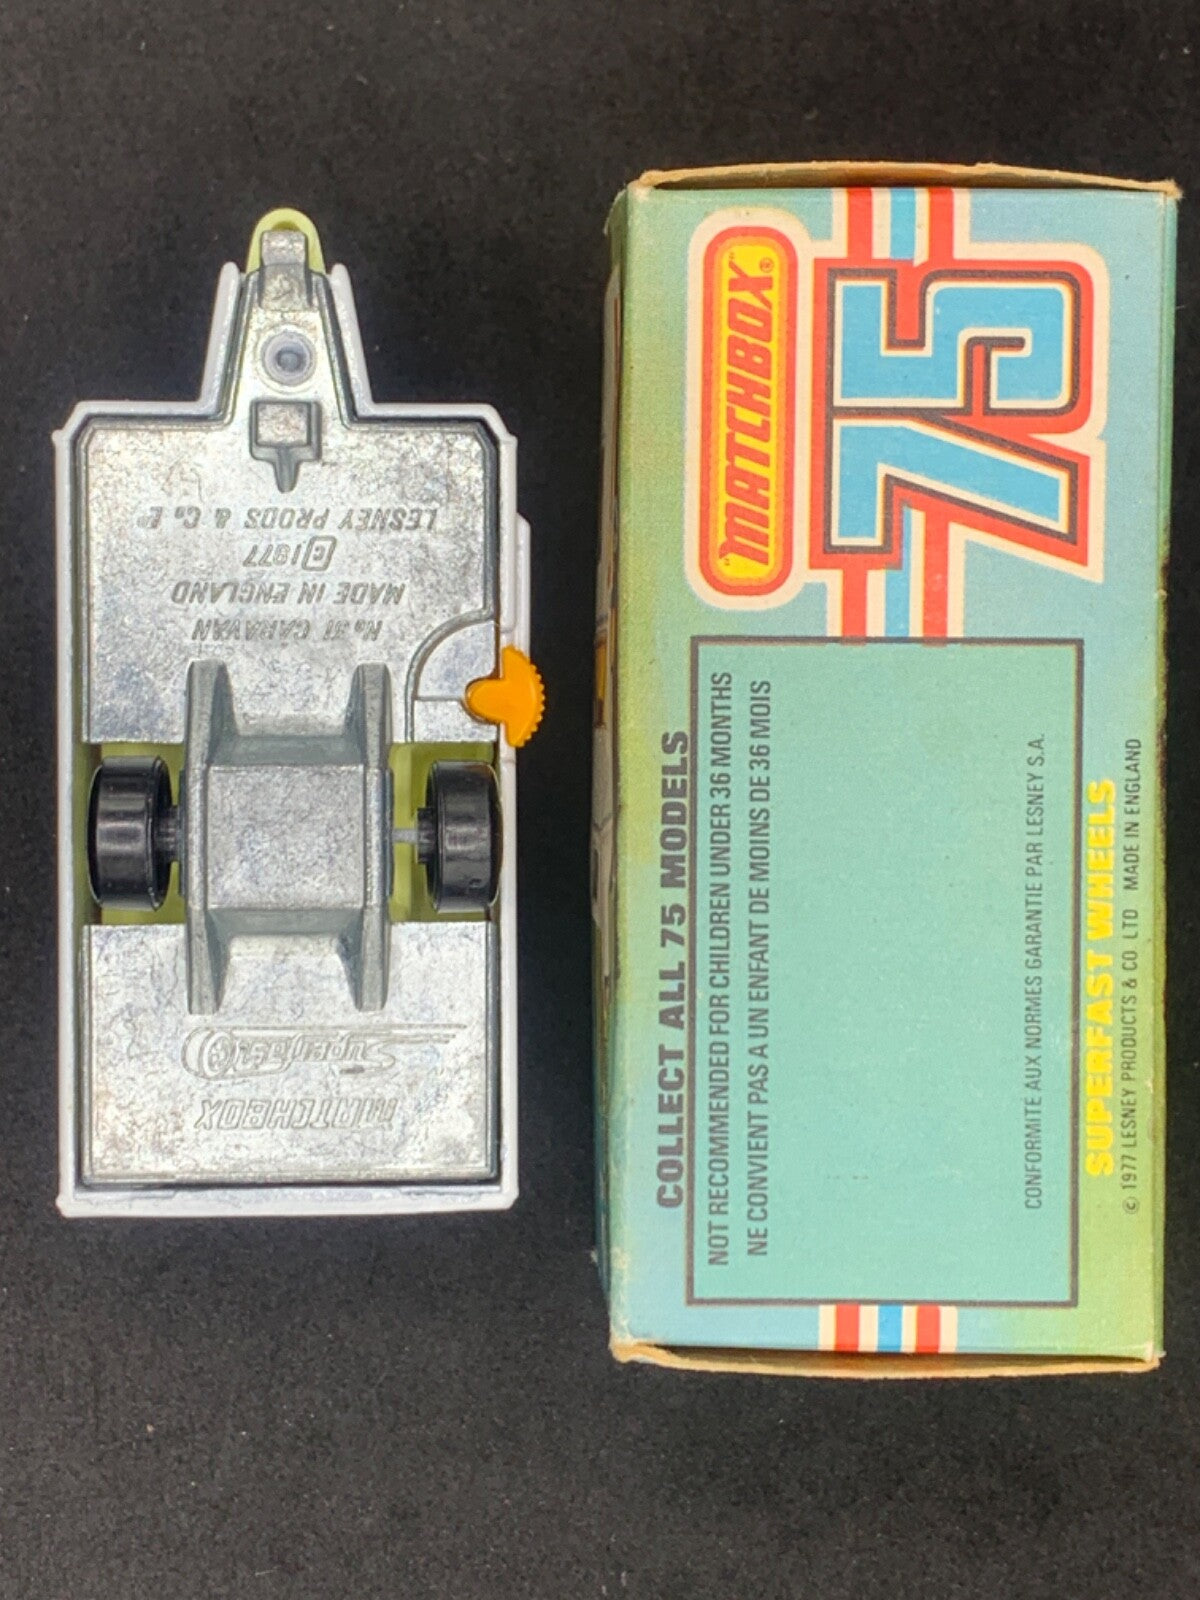 LESNEY PRODS & Co. LD
©1977
MADE IN ENGLAND
No 31 CARAVAN
Superfast
MATCHBOX
"MATCHBOX"®
75
COLLECT ALL 75 MODELS
NOT RECOMMENDED FOR CHILDREN UNDER 36 MONTHS
NE CONVIENT PAS A UN ENFANT DE MOINS DE 36 MOIS
CONFORMITE AUX NORMES GARANTIE PAR LESNEY S.A.
SUPERFAST WHEELS
© 1977 LESNEY PRODUCTS & CO LTD MADE IN ENGLAND